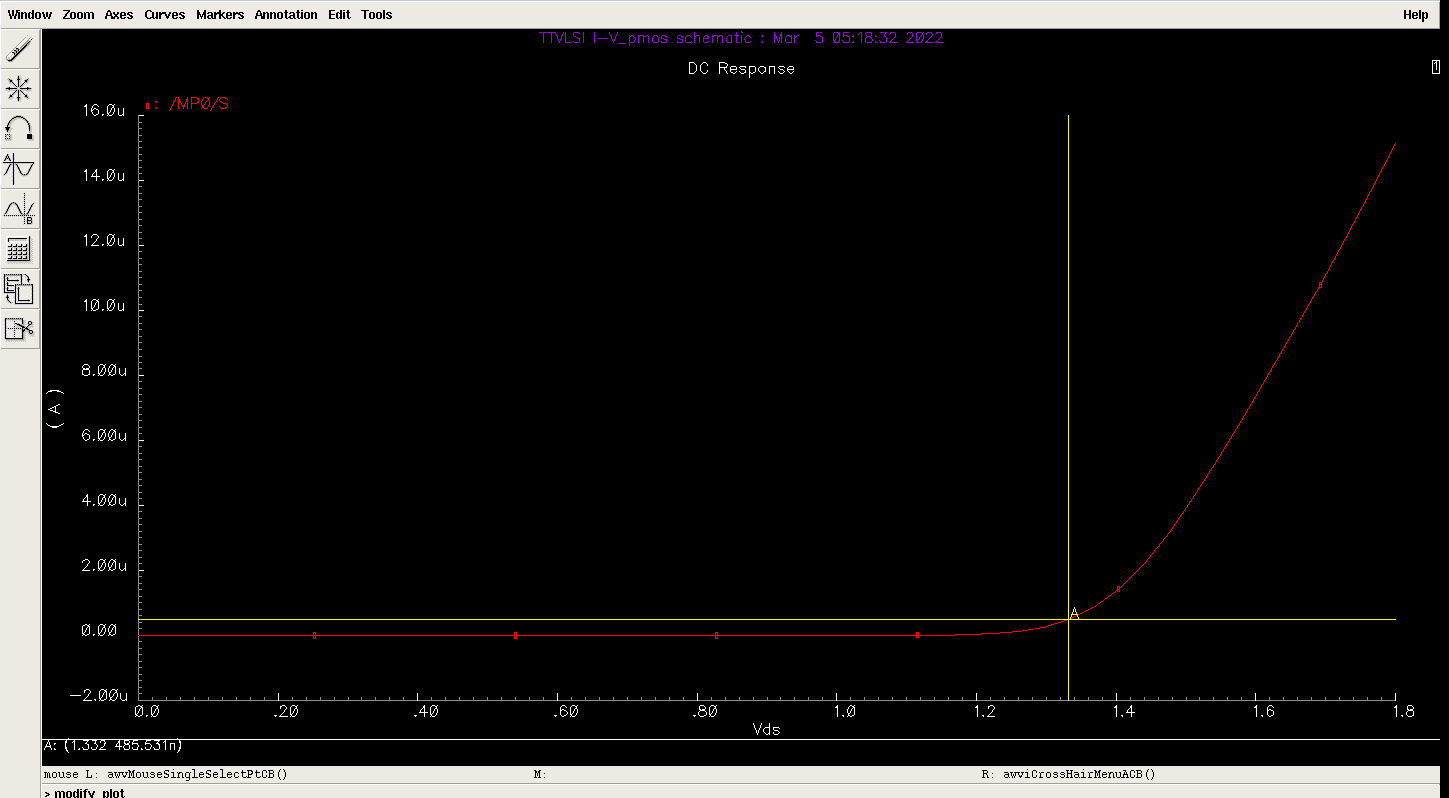 Window Zoom Axes Curves Markers Annotation Edit Tools Help
TTVLSI I-V_pmos schematic : Mar 5 05:18:32 2022
DC Response
1
: /MP0/S
16.0u
14.0u
12.0u
10.0u
8.00u
6.00u
4.00u
2.00u
0.00
-2.00u
( A )
A
B
A
0.0 .20 .40 .60 .80 1.0 1.2 1.4 1.6 1.8
Vds
A: (1.332 485.531n)
mouse L: awvMouseSingleSelectPtCB() M: R: awviCrossHairMenuACB()
> modify plot